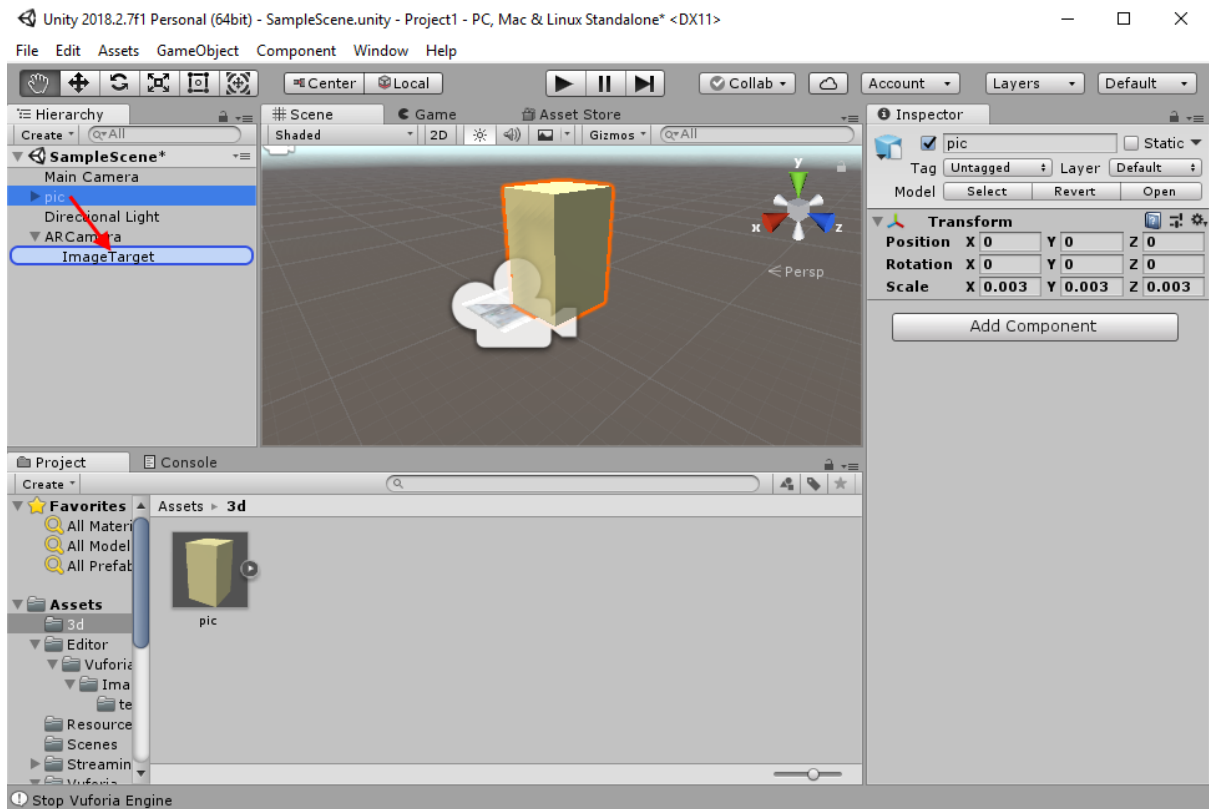 Unity 2018.2.7f1 Personal (64bit) - SampleScene.unity - Project1 - PC, Mac & Linux Standalone* <DX11>
File Edit Assets GameObject Component Window Help
Center Local Collab Account Layers Default
Hierarchy
Create All
SampleScene*
Main Camera
pic
Directional Light
ARCamera
ImageTarget
Scene Game Asset Store
Shaded 2D Gizmos All
y
x z
Persp
Inspector
pic Static
Tag Untagged Layer Default
Model Select Revert Open
Transform
Position X 0 Y 0 Z 0
Rotation X 0 Y 0 Z 0
Scale X 0.003 Y 0.003 Z 0.003
Add Component
Project Console
Create
Favorites
All Materi
All Model
All Prefab
Assets
3d
Editor
Vuforia
Ima
te
Resource
Scenes
Streamin
Vuforia
Assets ▸ 3d
pic
Stop Vuforia Engine